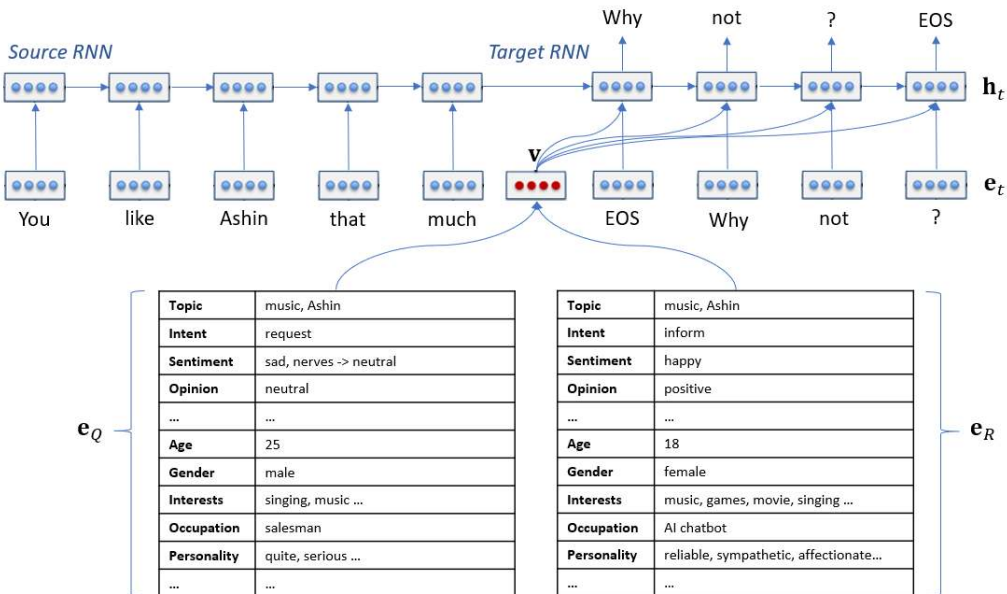 Why not ? EOS
Source RNN Target RNN
h_t
v
e_t
You like Ashin that much EOS Why not ?
e_Q
Topic music, Ashin
Intent request
Sentiment sad, nerves -> neutral
Opinion neutral
... ...
Age 25
Gender male
Interests singing, music ...
Occupation salesman
Personality quite, serious ...
... ...
Topic music, Ashin
Intent inform
Sentiment happy
Opinion positive
... ...
Age 18
Gender female
Interests music, games, movie, singing ...
Occupation AI chatbot
Personality reliable, sympathetic, affectionate...
... ...
e_R